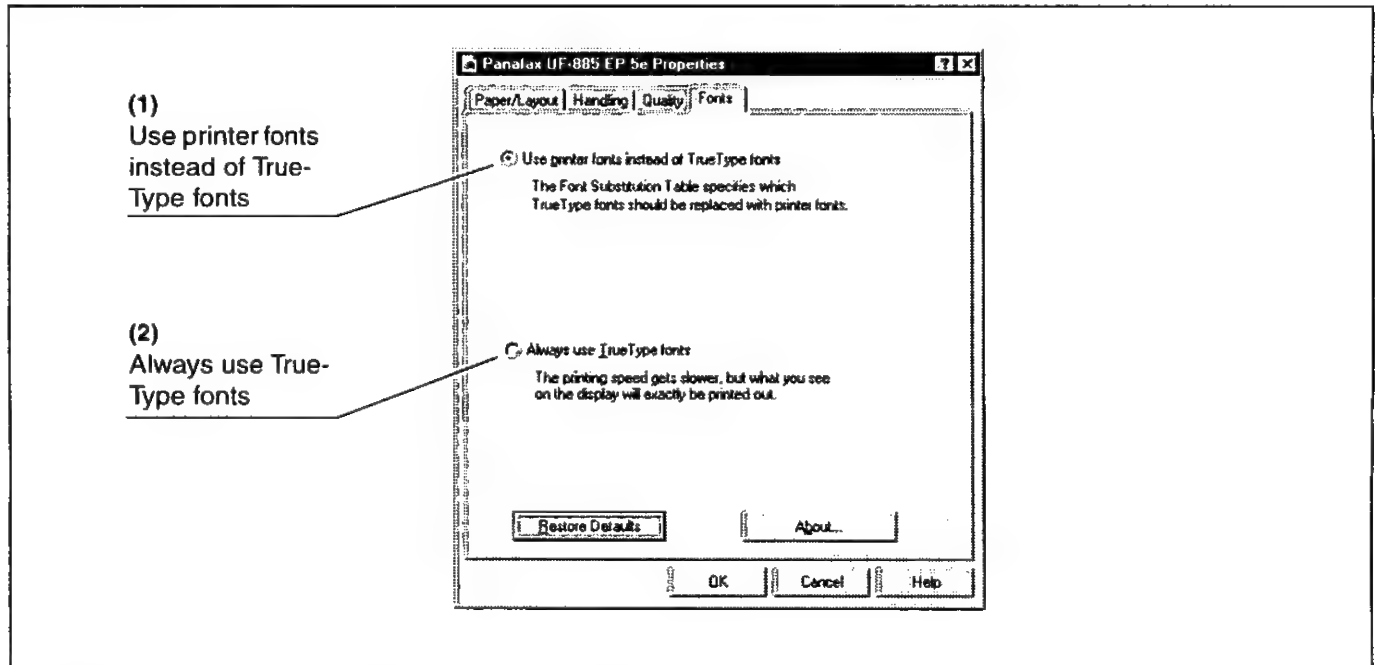 Panafax UF-885 EP 5e Properties
Paper/Layout Handling Quality Fonts
(1)
Use printer fonts
instead of True-
Type fonts
Use printer fonts instead of TrueType fonts
The Font Substitution Table specifies which
TrueType fonts should be replaced with printer fonts.
(2)
Always use True-
Type fonts
Always use TrueType fonts
The printing speed gets slower, but what you see
on the display will exactly be printed out.
Restore Defaults About...
OK Cancel Help